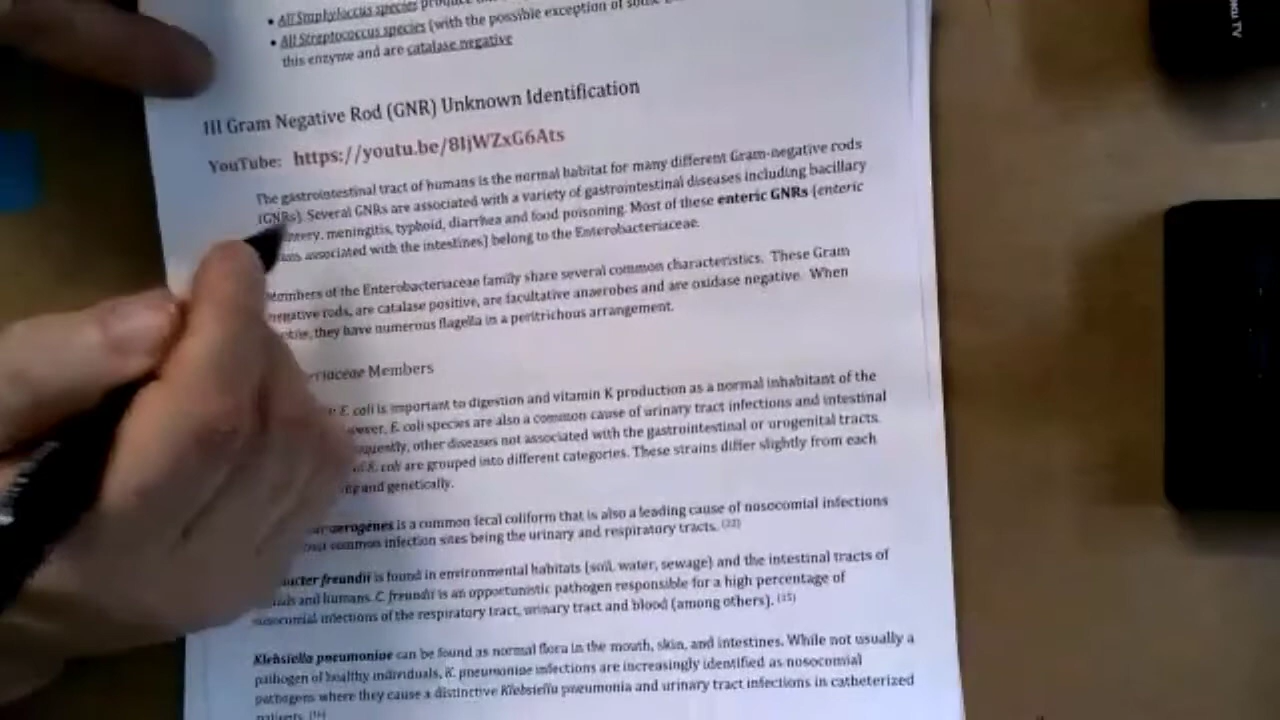 • All Staphyloccus species produce
• All Streptococcus species (with the possible exception of some
this enzyme and are catalase negative
III Gram Negative Rod (GNR) Unknown Identification
YouTube: https://youtu.be/8IjWZxG6Ats
The gastrointestinal tract of humans is the normal habitat for many different Gram-negative rods
(GNRs). Several GNRs are associated with a variety of gastrointestinal diseases including bacillary
meningitis, typhoid, diarrhea and food poisoning. Most of these enteric GNRs (enteric
associated with the intestines) belong to the Enterobacteriaceae.
Members of the Enterobacteriaceae family share several common characteristics. These Gram
negative rods, are catalase positive, are facultative anaerobes and are oxidase negative. When
they have numerous flagella in a peritrichous arrangement.
Members
E. coli is important to digestion and vitamin K production as a normal inhabitant of the
E. coli species are also a common cause of urinary tract infections and intestinal
other diseases not associated with the gastrointestinal or urogenital tracts.
E. coli are grouped into different categories. These strains differ slightly from each
and genetically.
aerogenes is a common fecal coliform that is also a leading cause of nosocomial infections
common infection sites being the urinary and respiratory tracts. (22)
freundii is found in environmental habitats (soil, water, sewage) and the intestinal tracts of
and humans. C. freundii is an opportunistic pathogen responsible for a high percentage of
nosocomial infections of the respiratory tract, urinary tract and blood (among others). (15)
Klebsiella pneumoniae can be found as normal flora in the mouth, skin, and intestines. While not usually a
pathogen of healthy individuals, K. pneumoniae infections are increasingly identified as nosocomial
pathogens where they cause a distinctive Klebsiella pneumonia and urinary tract infections in catheterized
patients.
TV